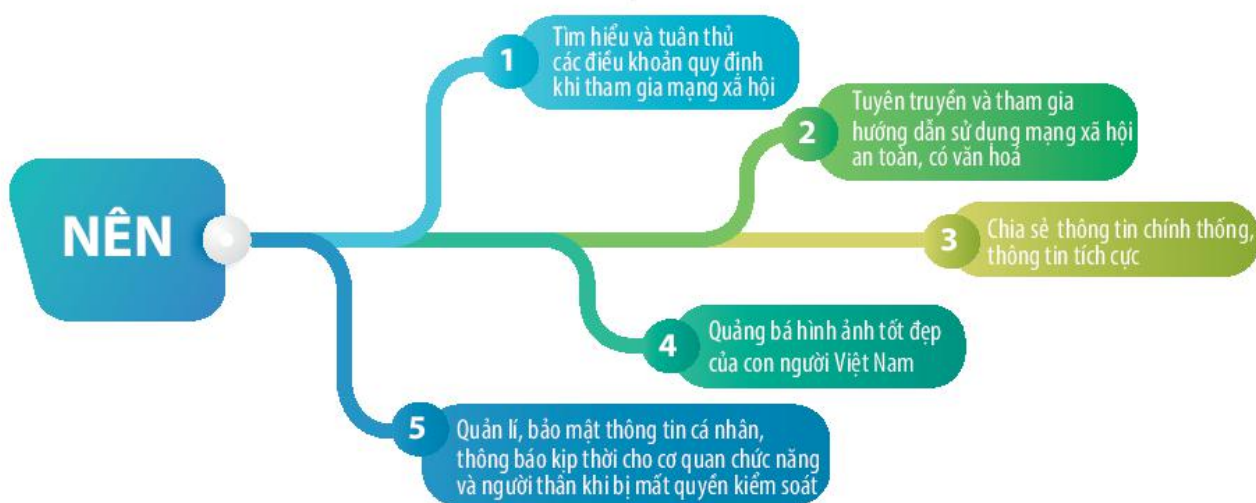 NÊN
1
Tìm hiểu và tuân thủ
các điều khoản quy định
khi tham gia mạng xã hội
2
Tuyên truyền và tham gia
hướng dẫn sử dụng mạng xã hội
an toàn, có văn hoá
3
Chia sẻ thông tin chính thống,
thông tin tích cực
4
Quảng bá hình ảnh tốt đẹp
của con người Việt Nam
5
Quản lí, bảo mật thông tin cá nhân,
thông báo kịp thời cho cơ quan chức năng
và người thân khi bị mất quyền kiểm soát